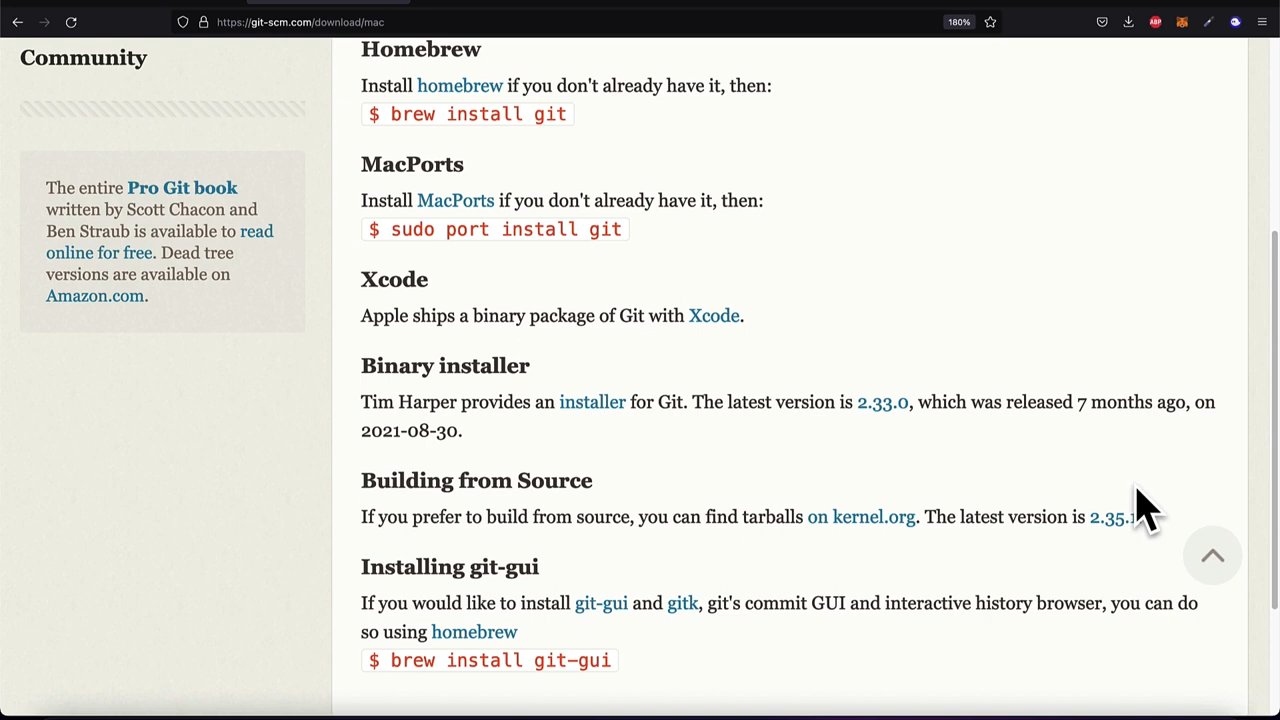 https://git-scm.com/download/mac
180%
ABP
Community
The entire Pro Git book
written by Scott Chacon and
Ben Straub is available to read
online for free. Dead tree
versions are available on
Amazon.com.
Homebrew
Install homebrew if you don't already have it, then:
$ brew install git
MacPorts
Install MacPorts if you don't already have it, then:
$ sudo port install git
Xcode
Apple ships a binary package of Git with Xcode.
Binary installer
Tim Harper provides an installer for Git. The latest version is 2.33.0, which was released 7 months ago, on
2021-08-30.
Building from Source
If you prefer to build from source, you can find tarballs on kernel.org. The latest version is
Installing git-gui
If you would like to install git-gui and gitk, git's commit GUI and interactive history browser, you can do
so using homebrew
$ brew install git-gui